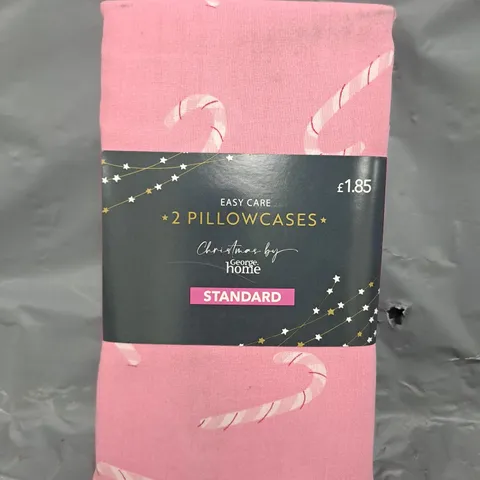 £1.85
EASY CARE
2 PILLOWCASES
Christmas by
George.
home
STANDARD